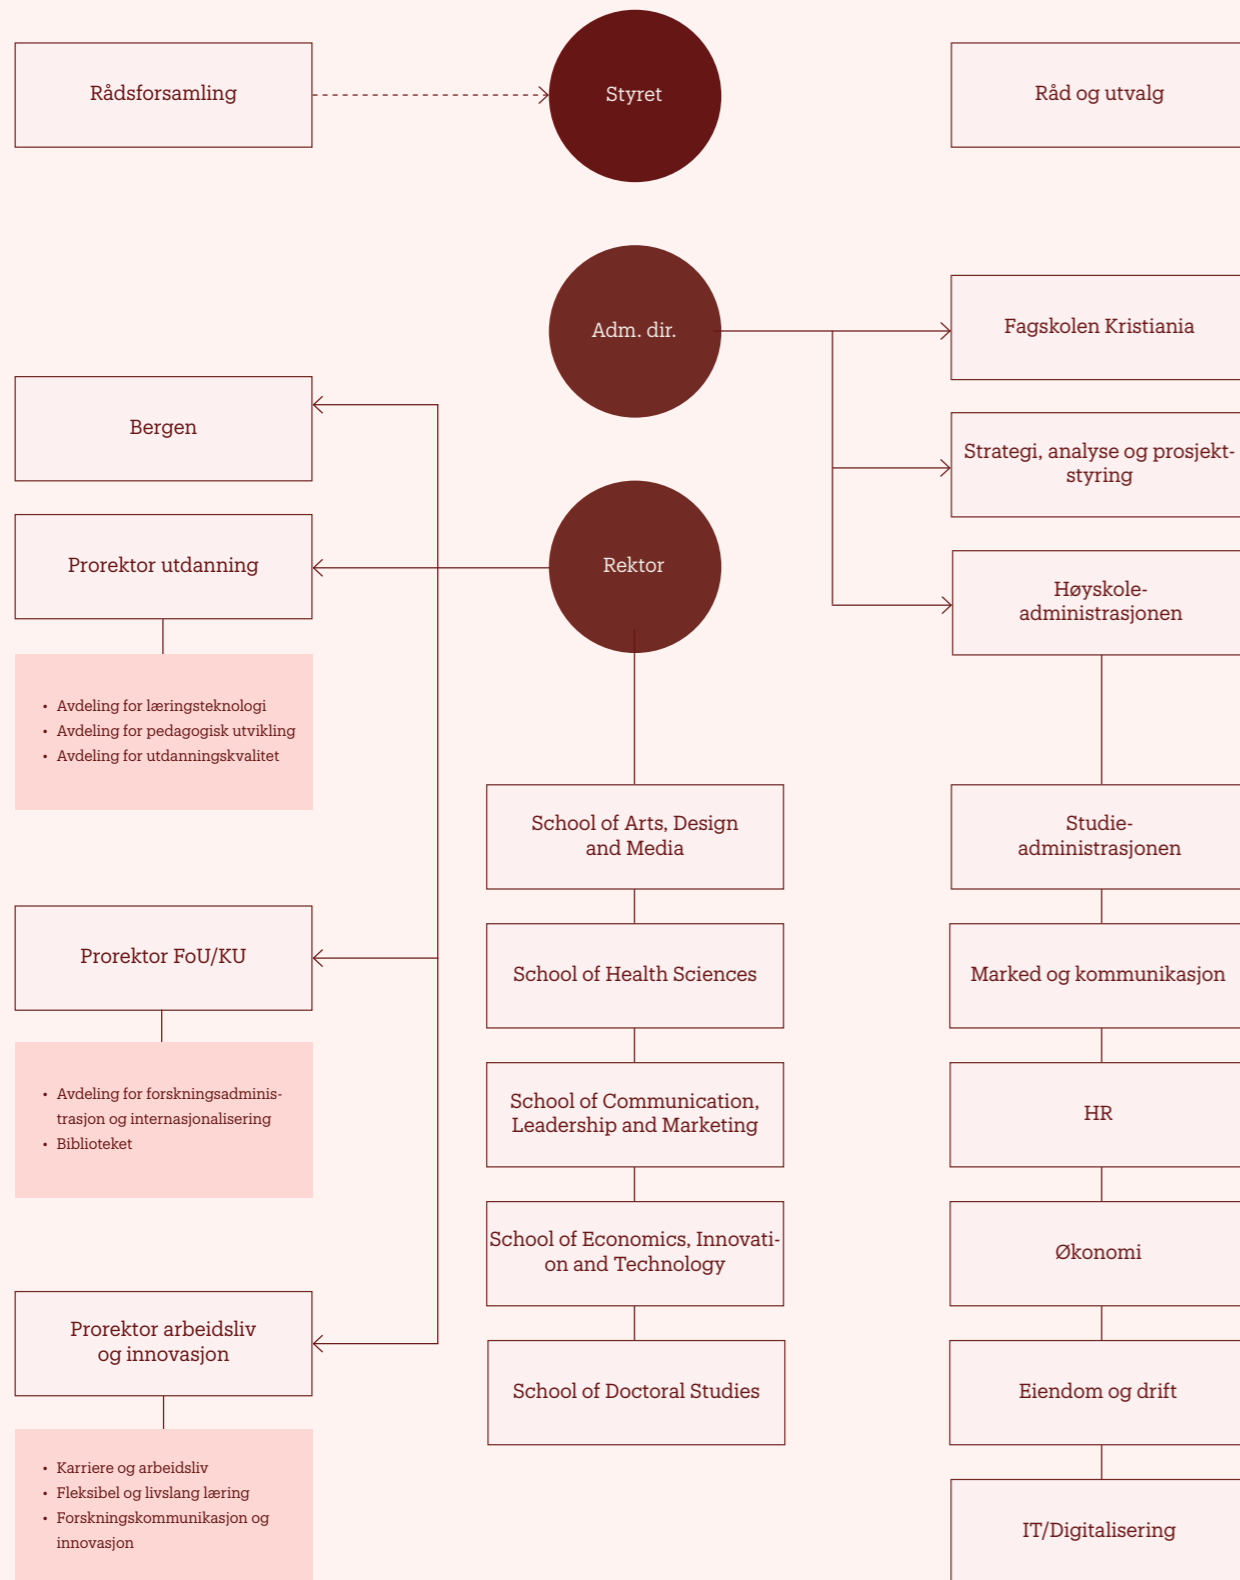 Rådsforsamling
Styret
Råd og utvalg
Adm. dir.
Fagskolen Kristiania
Strategi, analyse og prosjekt-
styring
Høyskole-
administrasjonen
Bergen
Prorektor utdanning
Rektor
• Avdeling for læringsteknologi
• Avdeling for pedagogisk utvikling
• Avdeling for utdanningskvalitet
Prorektor FoU/KU
• Avdeling for forskningsadminis-
trasjon og internasjonalisering
• Biblioteket
Prorektor arbeidsliv
og innovasjon
• Karriere og arbeidsliv
• Fleksibel og livslang læring
• Forskningskommunikasjon og
innovasjon
School of Arts, Design
and Media
School of Health Sciences
School of Communication,
Leadership and Marketing
School of Economics, Innovati-
on and Technology
School of Doctoral Studies
Studie-
administrasjonen
Marked og kommunikasjon
HR
Økonomi
Eiendom og drift
IT/Digitalisering